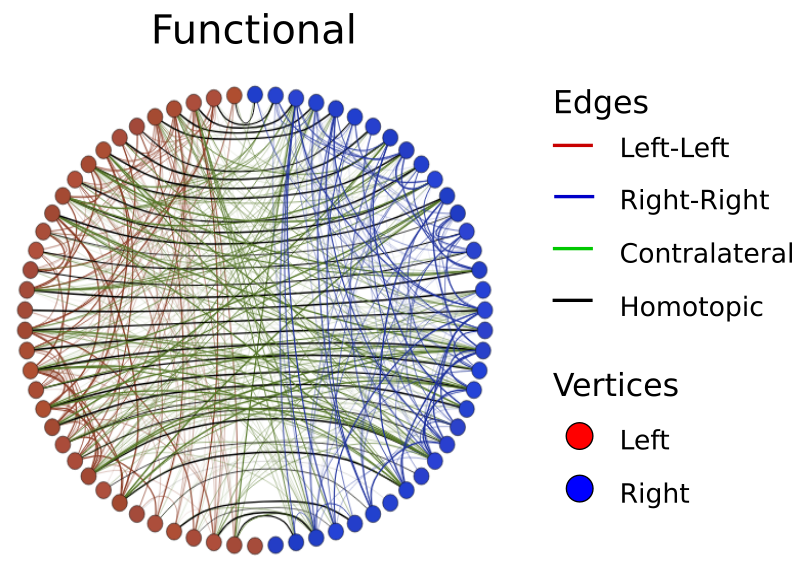 Functional
Edges
Left-Left
Right-Right
Contralateral
Homotopic
Vertices
Left
Right